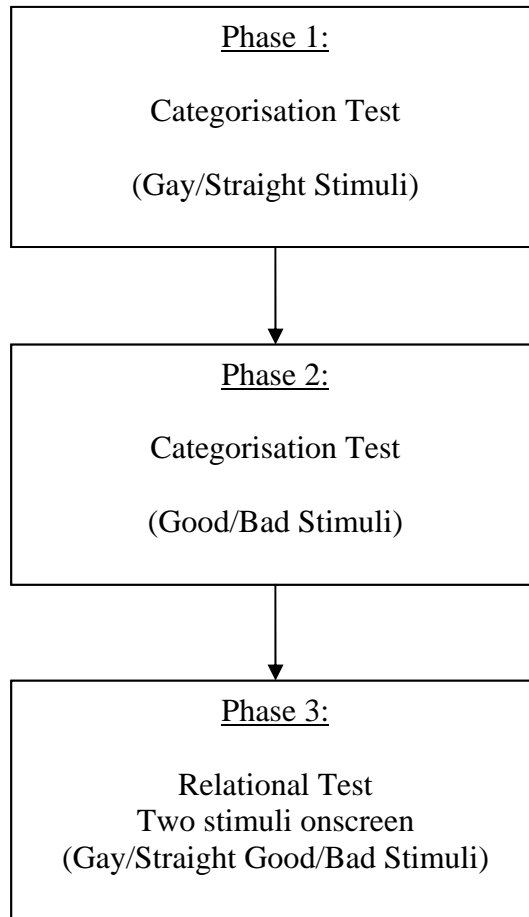 Phase 1:
Categorisation Test
(Gay/Straight Stimuli)
Phase 2:
Categorisation Test
(Good/Bad Stimuli)
Phase 3:
Relational Test
Two stimuli onscreen
(Gay/Straight Good/Bad Stimuli)